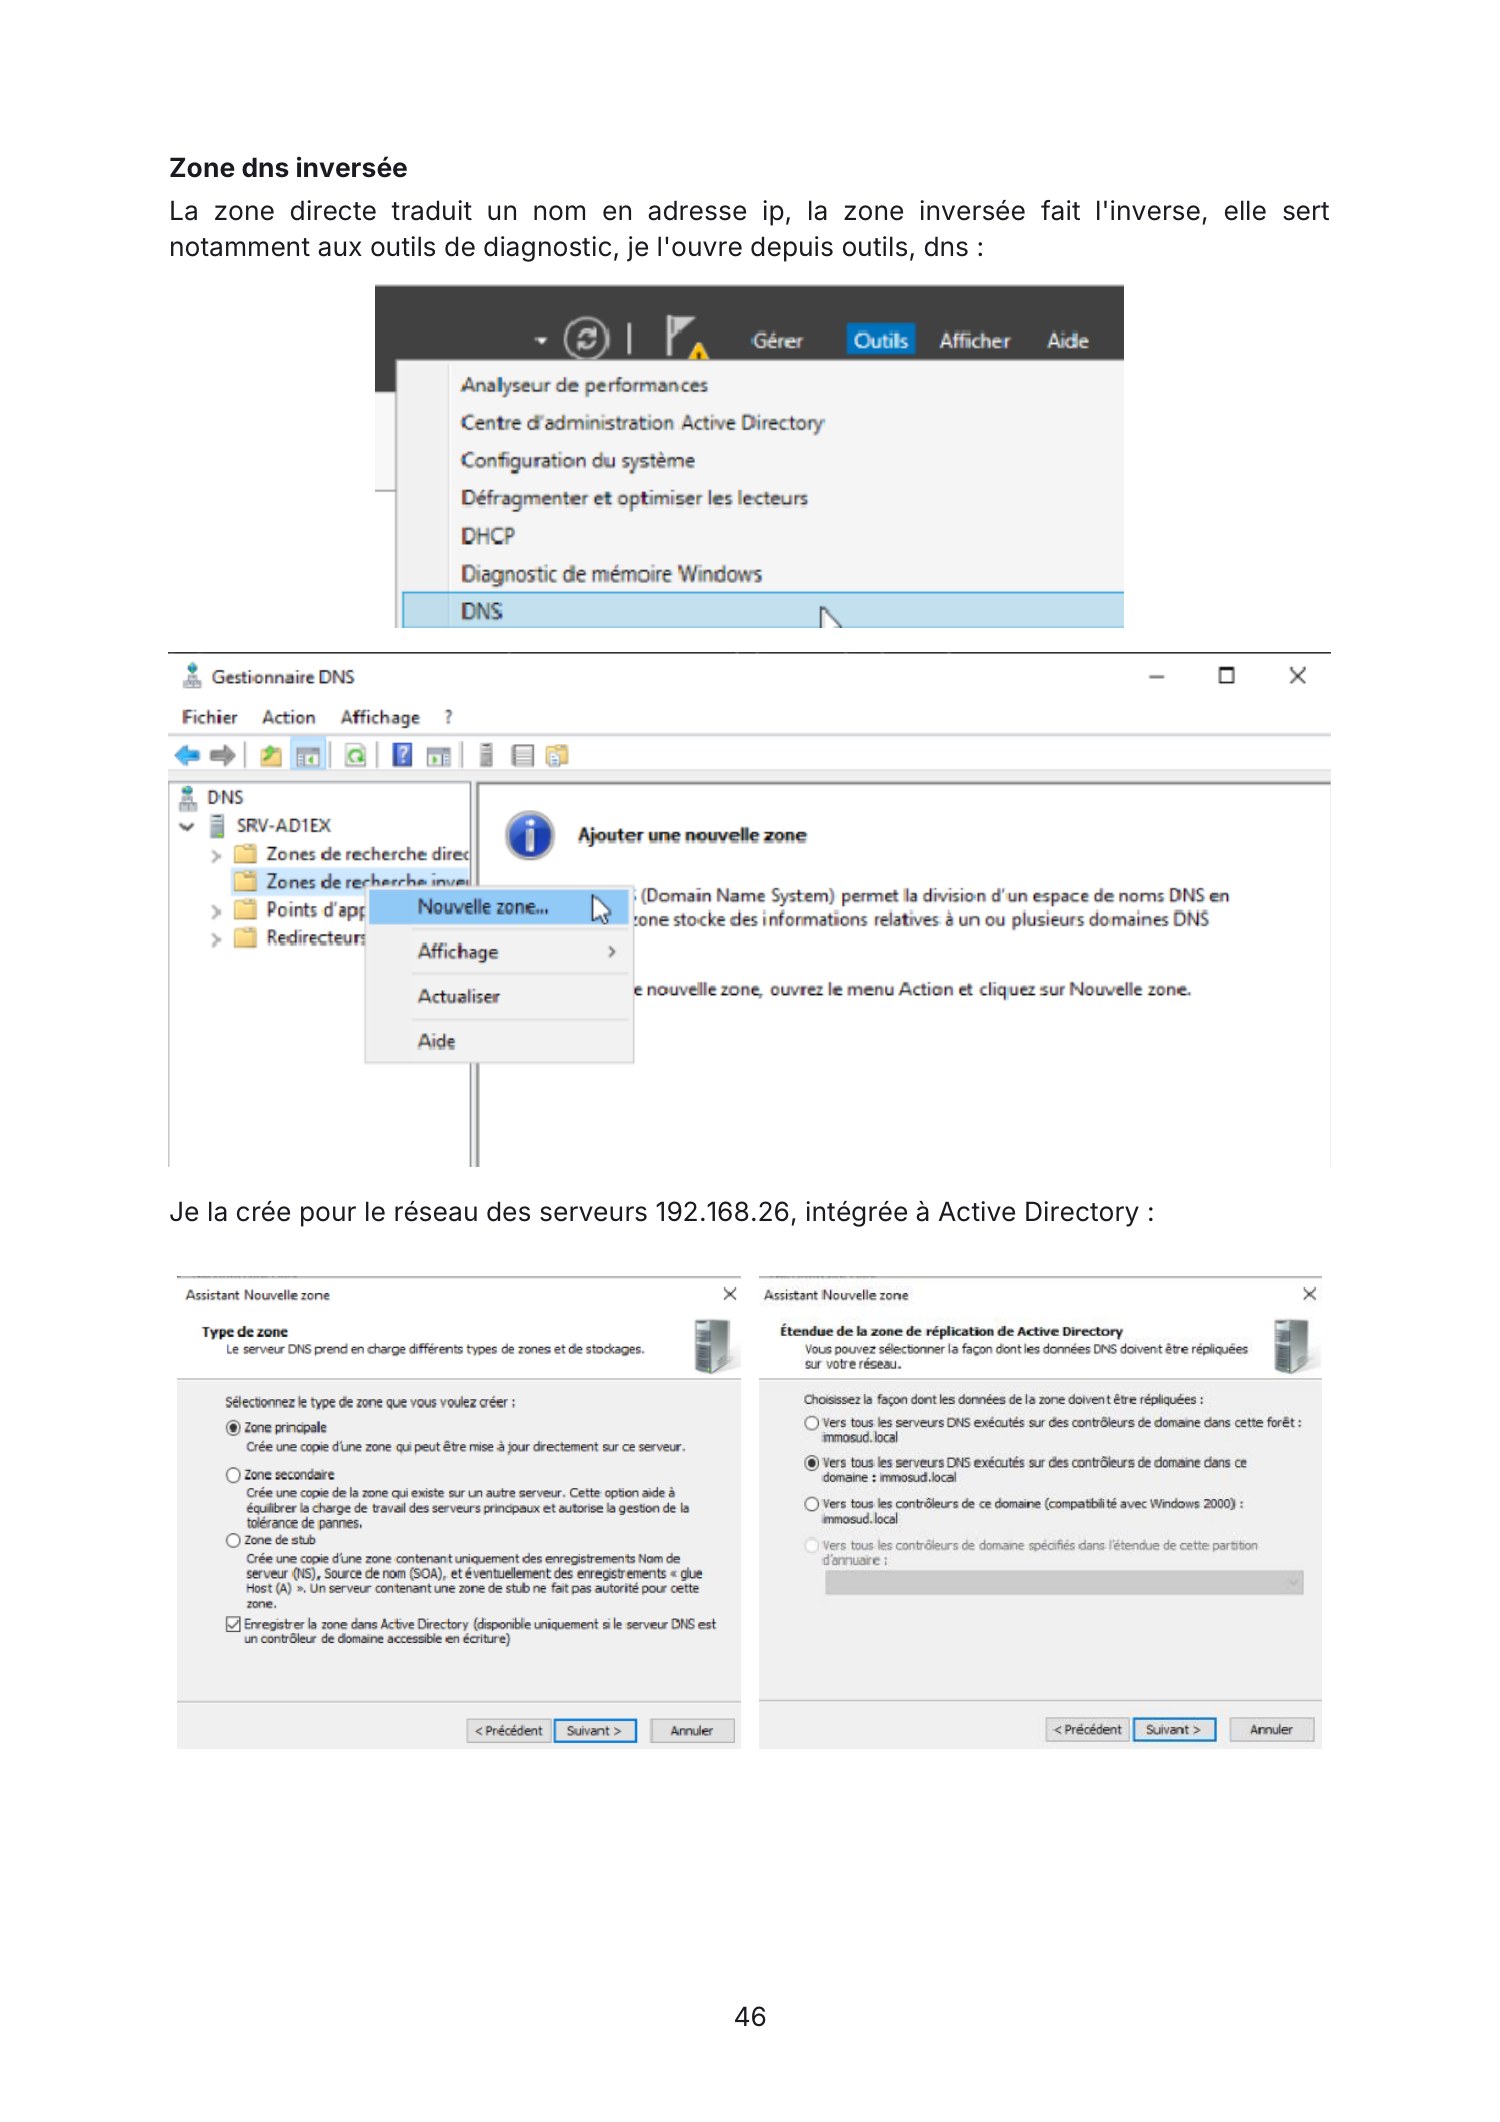 Zone dns inversée
La zone directe traduit un nom en adresse ip, la zone inversée fait l'inverse, elle sert
notamment aux outils de diagnostic, je l'ouvre depuis outils, dns :
Gérer Outils Afficher Aide
Analyseur de performances
Centre d'administration Active Directory
Configuration du système
Défragmenter et optimiser les lecteurs
DHCP
Diagnostic de mémoire Windows
DNS
Gestionnaire DNS
Fichier Action Affichage ?
DNS
SRV-AD1EX
Zones de recherche direc
Zones de recherche inver
Points d'app
Redirecteurs
Nouvelle zone...
Affichage
Actualiser
Aide
Ajouter une nouvelle zone
(Domain Name System) permet la division d'un espace de noms DNS en
zone stocke des informations relatives à un ou plusieurs domaines DNS
e nouvelle zone, ouvrez le menu Action et cliquez sur Nouvelle zone.
Je la crée pour le réseau des serveurs 192.168.26, intégrée à Active Directory :
Assistant Nouvelle zone
Type de zone
Le serveur DNS prend en charge différents types de zones et de stockages.
Sélectionnez le type de zone que vous voulez créer :
Zone principale
Crée une copie d'une zone qui peut être mise à jour directement sur ce serveur.
Zone secondaire
Crée une copie de la zone qui existe sur un autre serveur. Cette option aide à
équilibrer la charge de travail des serveurs principaux et autorise la gestion de la
tolérance de pannes.
Zone de stub
Crée une copie d'une zone contenant uniquement des enregistrements Nom de
serveur (NS), Source de nom (SOA), et éventuellement des enregistrements « glue
Host (A) ». Un serveur contenant une zone de stub ne fait pas autorité pour cette
zone.
Enregistrer la zone dans Active Directory (disponible uniquement si le serveur DNS est
un contrôleur de domaine accessible en écriture)
< Précédent Suivant > Annuler
Assistant Nouvelle zone
Étendue de la zone de réplication de Active Directory
Vous pouvez sélectionner la façon dont les données DNS doivent être répliquées
sur votre réseau.
Choisissez la façon dont les données de la zone doivent être répliquées :
Vers tous les serveurs DNS exécutés sur des contrôleurs de domaine dans cette forêt :
immosud.local
Vers tous les serveurs DNS exécutés sur des contrôleurs de domaine dans ce
domaine : immosud.local
Vers tous les contrôleurs de ce domaine (compatibilité avec Windows 2000) :
immosud.local
Vers tous les contrôleurs de domaine spécifiés dans l'étendue de cette partition
d'annuaire :
< Précédent Suivant > Annuler
46